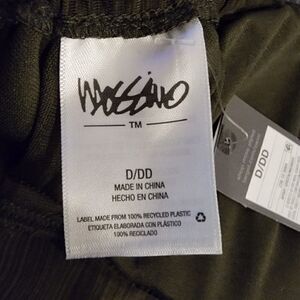 Mossimo
TM
D/DD
MADE IN CHINA
HECHO EN CHINA
LABEL MADE FROM 100% RECYCLED PLASTIC
ETIQUETA ELABORADA CON PLÁSTICO
100% RECICLADO
D/DD